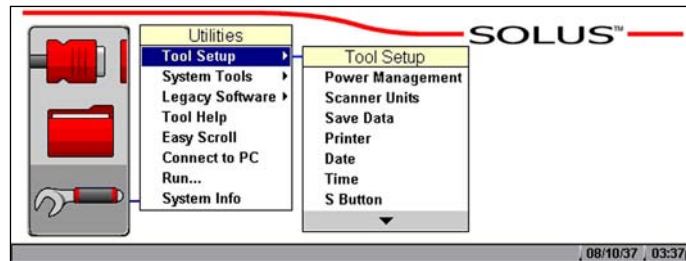 SOLUS™
Utilities
Tool Setup
System Tools
Legacy Software
Tool Help
Easy Scroll
Connect to PC
Run...
System Info
Tool Setup
Power Management
Scanner Units
Save Data
Printer
Date
Time
S Button
08/10/37 03:37